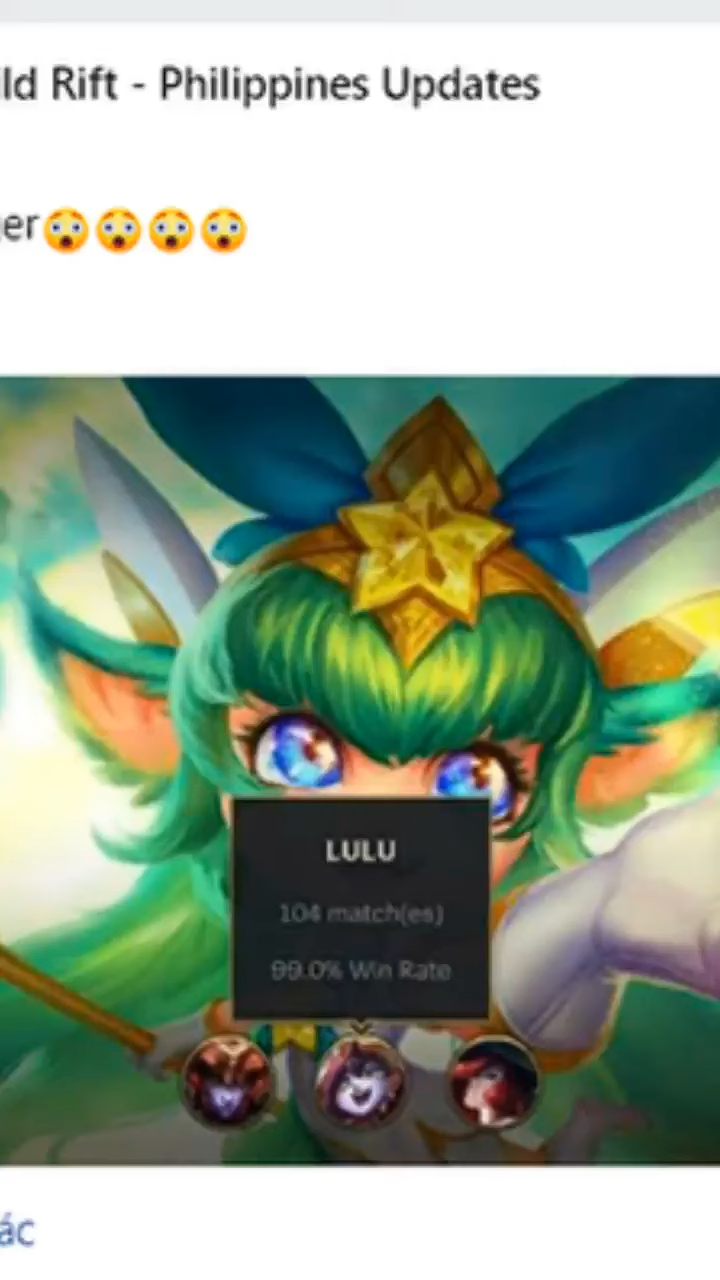 ld Rift - Philippines Updates
er😳😳😳😳
LULU
104 match(es)
99.0% Win Rate
ác